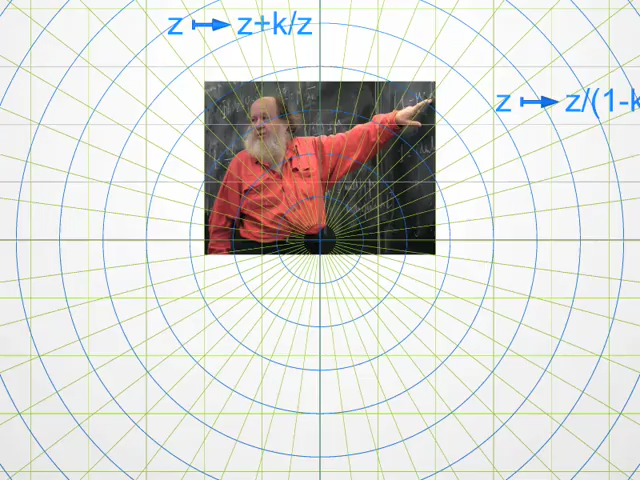 z ↦ z+k/z
z ↦ z/(1-k